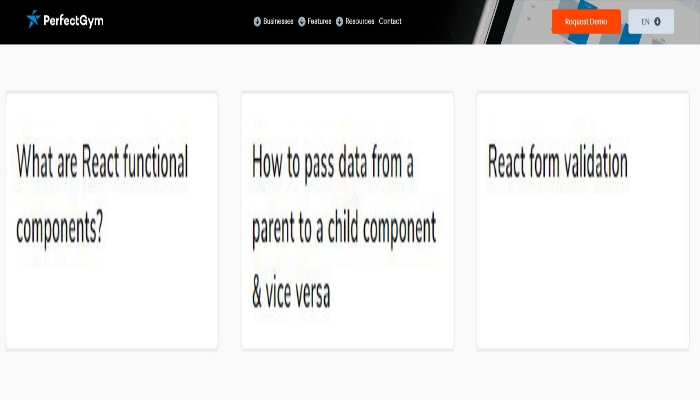 PerfectGym
Businesses Features Resources Contact
Request Demo
EN
What are React functional
components?
How to pass data from a
parent to a child component
& vice versa
React form validation